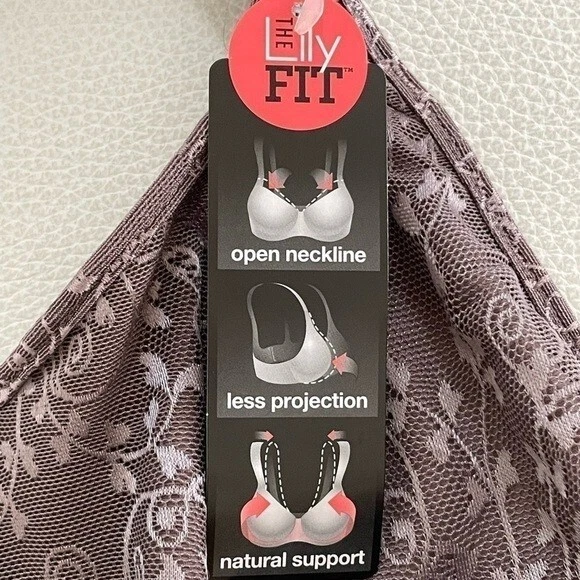 THE
Lily
FIT™
open neckline
less projection
natural support